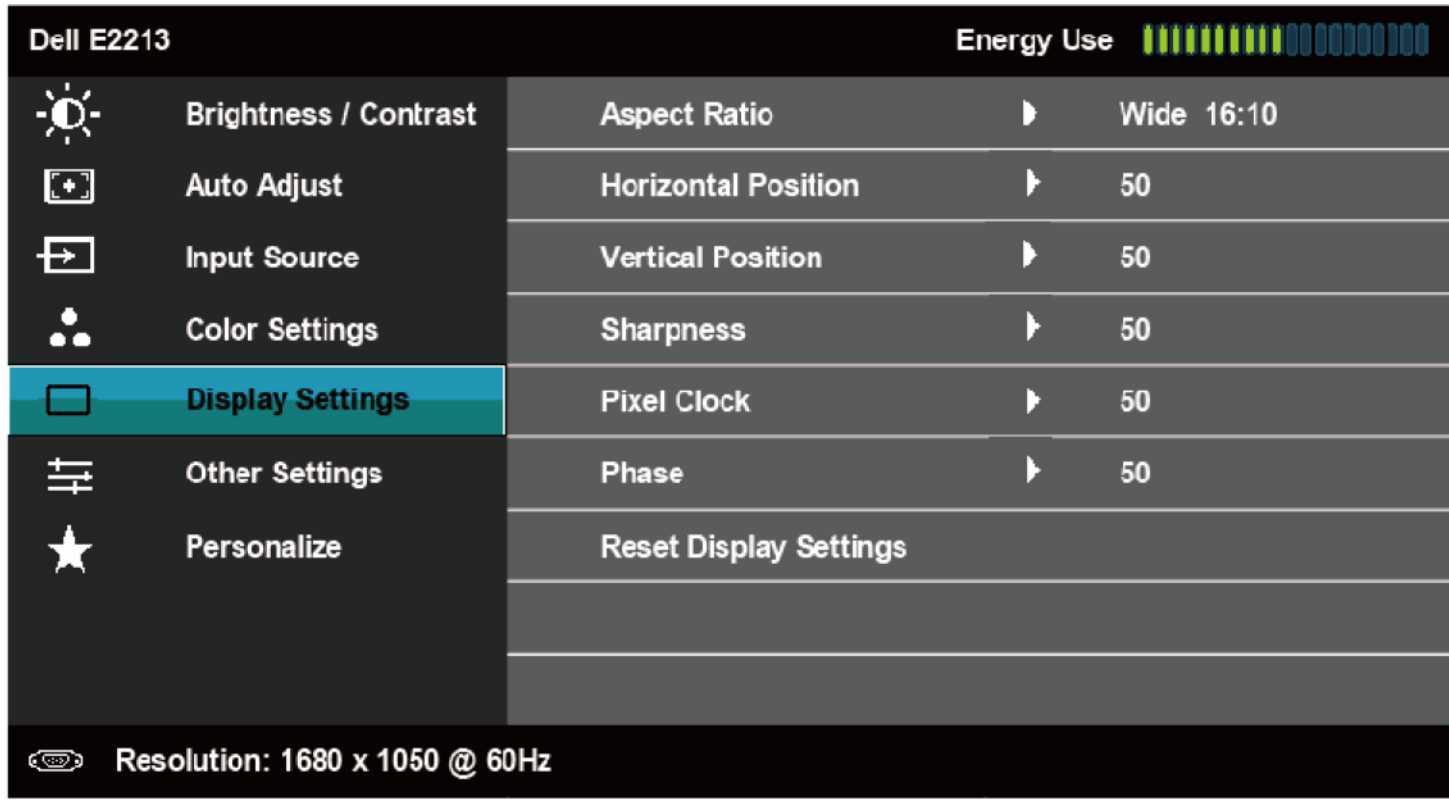 Dell E2213 Energy Use
Brightness / Contrast Aspect Ratio Wide 16:10
Auto Adjust Horizontal Position 50
Input Source Vertical Position 50
Color Settings Sharpness 50
Display Settings Pixel Clock 50
Other Settings Phase 50
Personalize Reset Display Settings
Resolution: 1680 x 1050 @ 60Hz